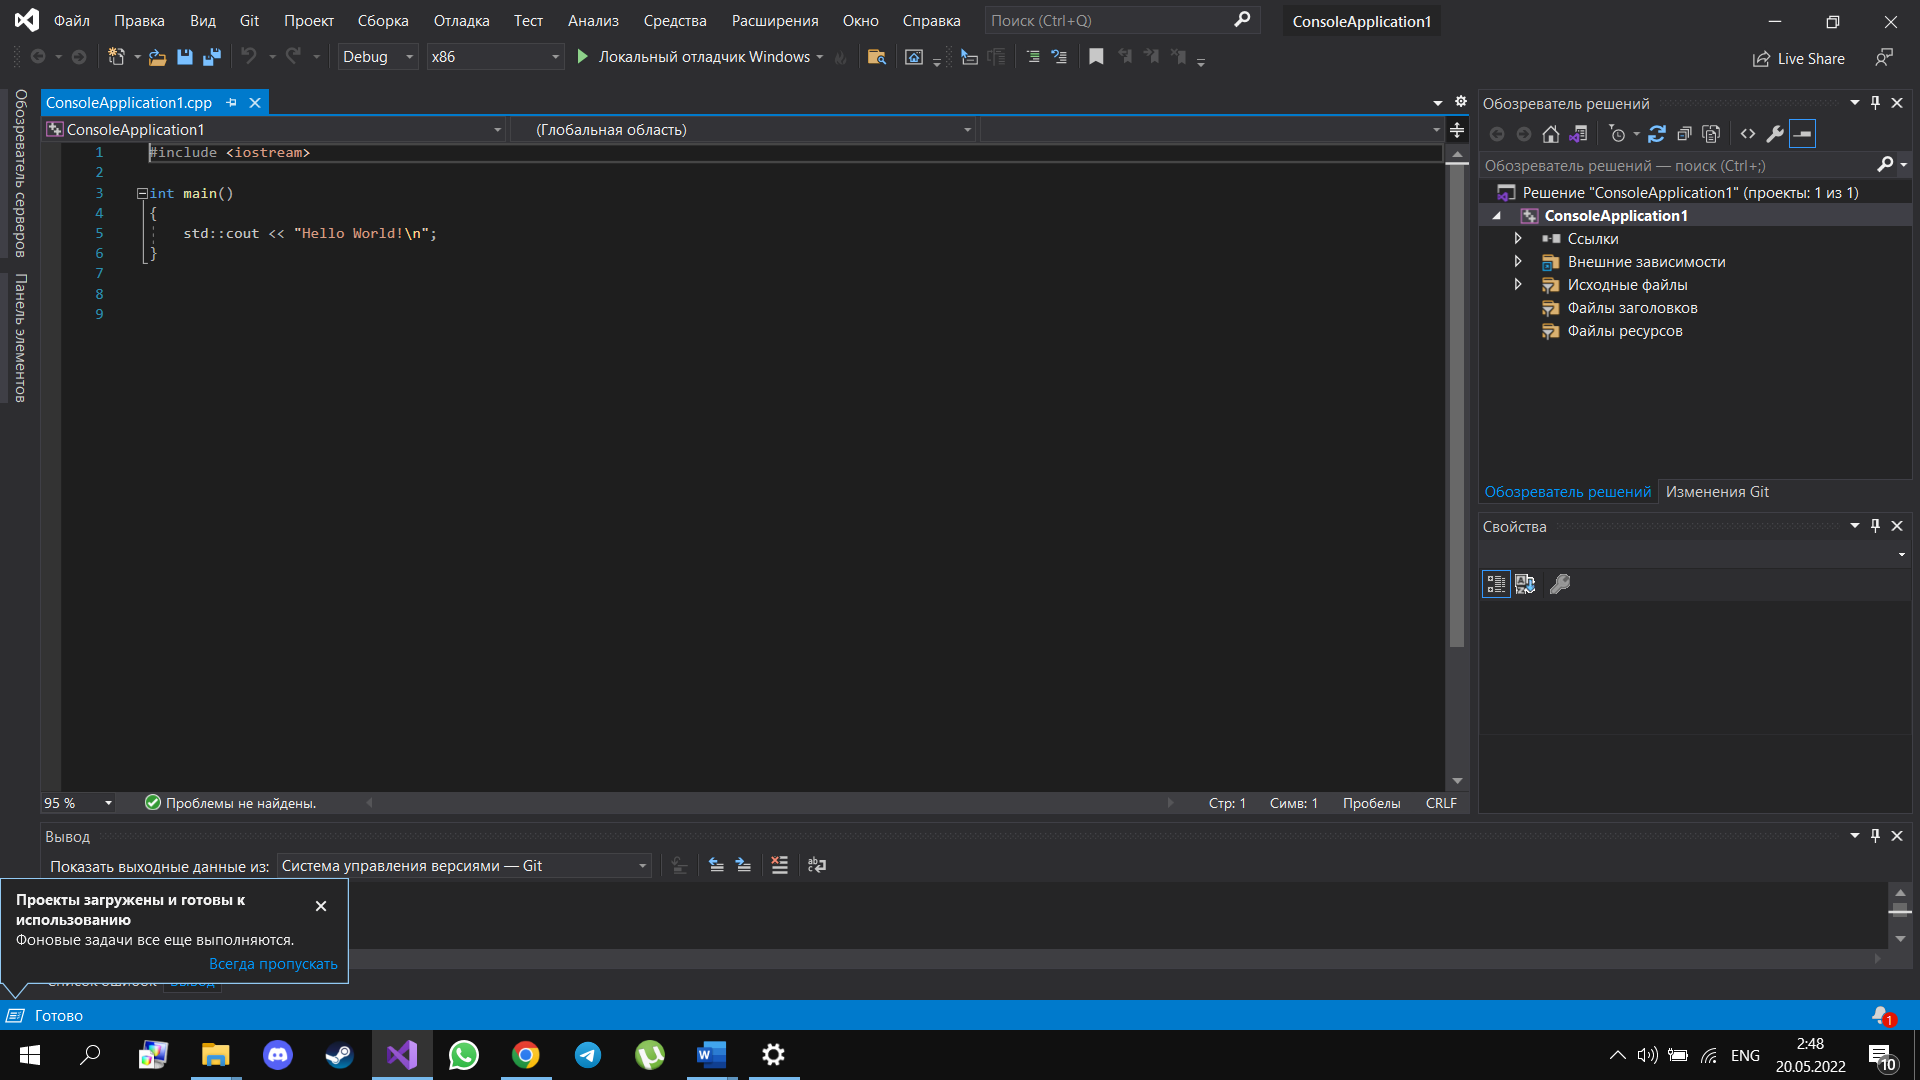 Файл Правка Вид Git Проект Сборка Отладка Тест Анализ Средства Расширения Окно Справка Поиск (Ctrl+Q) ConsoleApplication1
Debug x86 Локальный отладчик Windows Live Share
Обозреватель серверов
Панель элементов
ConsoleApplication1.cpp
ConsoleApplication1 (Глобальная область)
1 #include <iostream>
2
3 int main()
4 {
5 std::cout << "Hello World!\n";
6 }
7
8
9
95 % Проблемы не найдены. Стр: 1 Симв: 1 Пробелы CRLF
Обозреватель решений
Обозреватель решений — поиск (Ctrl+;)
Решение "ConsoleApplication1" (проекты: 1 из 1)
ConsoleApplication1
Ссылки
Внешние зависимости
Исходные файлы
Файлы заголовков
Файлы ресурсов
Обозреватель решений Изменения Git
Свойства
Вывод
Показать выходные данные из: Система управления версиями — Git
Проекты загружены и готовы к
использованию
Фоновые задачи все еще выполняются.
Всегда пропускать
Список ошибок Вывод
Готово 1
ENG 2:48
20.05.2022 10